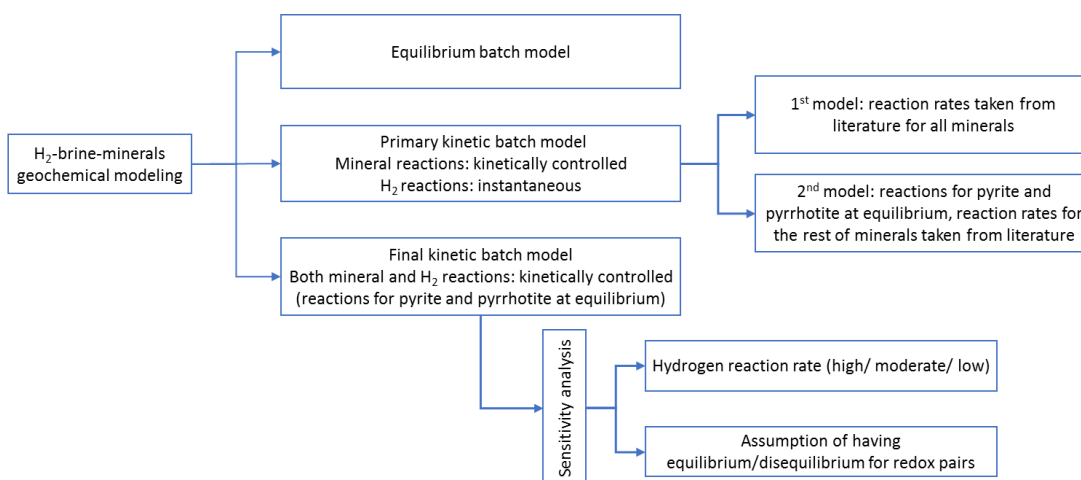 H₂-brine-minerals
geochemical modeling
Equilibrium batch model
Primary kinetic batch model
Mineral reactions: kinetically controlled
H₂ reactions: instantaneous
1st model: reaction rates taken from
literature for all minerals
2nd model: reactions for pyrite and
pyrrhotite at equilibrium, reaction rates for
the rest of minerals taken from literature
Final kinetic batch model
Both mineral and H₂ reactions: kinetically controlled
(reactions for pyrite and pyrrhotite at equilibrium)
Sensitivity analysis
Hydrogen reaction rate (high/ moderate/ low)
Assumption of having
equilibrium/disequilibrium for redox pairs